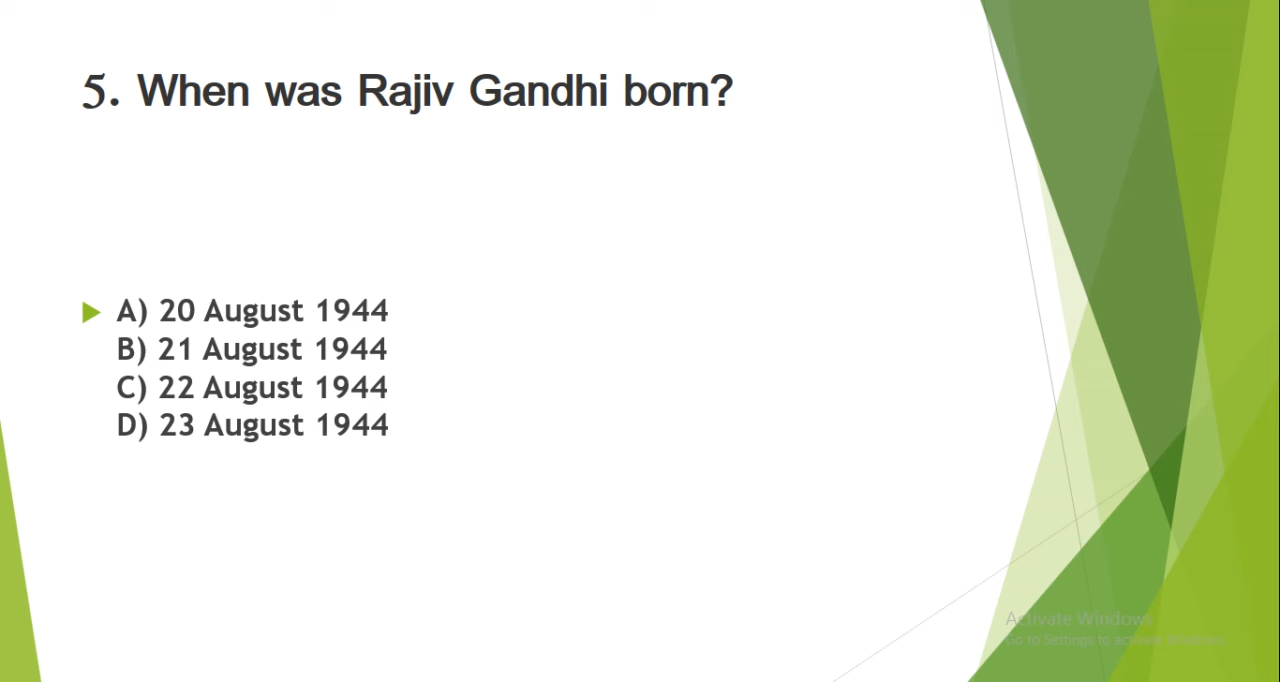 5. When was Rajiv Gandhi born?
A) 20 August 1944
B) 21 August 1944
C) 22 August 1944
D) 23 August 1944
Activate Windows
Go to Settings to activate Windows.